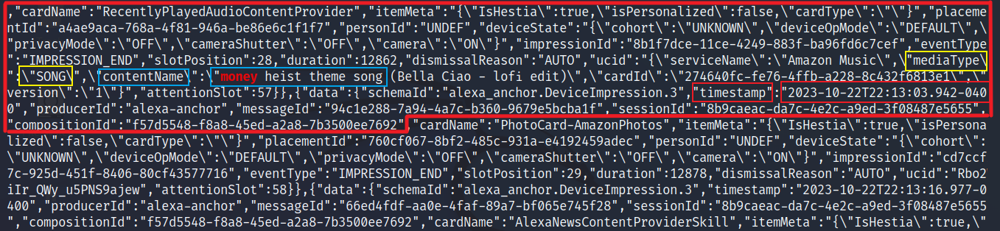 ,"cardName":"RecentlyPlayedAudioContentProvider","itemMeta":"{\"IsHestia\":true,\"isPersonalized\":false,\"cardType\":\"\"}","placeme
ntId":"a4ae9aca-768a-4f81-946a-be86e6c1f1f7","personId":"UNDEF","deviceState":"{\"cohort\":\"UNKNOWN\",\"deviceOpMode\":\"DEFAULT\",\
"privacyMode\":\"OFF\",\"cameraShutter\":\"OFF\",\"camera\":\"ON\"}","impressionId":"8b1f7dce-11ce-4249-883f-ba96fd6c7cef","eventType
":"IMPRESSION_END","slotPosition":28,"duration":12862,"dismissalReason":"AUTO","ucid":"{\"serviceName\":\"Amazon Music\",\"mediaType\
":\"SONG\",\"contentName\":\"money heist theme song (Bella Ciao - lofi edit)\",\"cardId\":\"274640fc-fe76-4ffb-a228-8c432f6813e1\",\"
version\":\"1\"}","attentionSlot":57}},{"data":{"schemaId":"alexa_anchor.DeviceImpression.3","timestamp":"2023-10-22T22:13:03.942-040
0","producerId":"alexa-anchor","messageId":"94c1e288-7a94-4a7c-b360-9679e5bcba1f","sessionId":"8b9caeac-da7c-4e2c-a9ed-3f08487e5655",
"compositionId":"f57d5548-f8a8-45ed-a2a8-7b3500ee7692","cardName":"PhotoCard-AmazonPhotos","itemMeta":"{\"IsHestia\":true,\"isPersona
lized\":false,\"cardType\":\"\"}","placementId":"760cf067-8bf2-485c-931a-e4192459adec","personId":"UNDEF","deviceState":"{\"cohort\":
\"UNKNOWN\",\"deviceOpMode\":\"DEFAULT\",\"privacyMode\":\"OFF\",\"cameraShutter\":\"OFF\",\"camera\":\"ON\"}","impressionId":"cd7ccf
7c-925d-451f-8406-80cf43577716","eventType":"IMPRESSION_END","slotPosition":29,"duration":12878,"dismissalReason":"AUTO","ucid":"Rbo2
iIr_QWy_u5PNS9ajew","attentionSlot":58}},{"data":{"schemaId":"alexa_anchor.DeviceImpression.3","timestamp":"2023-10-22T22:13:16.977-0
400","producerId":"alexa-anchor","messageId":"66ed4fdf-aa0e-4faf-89a7-bf065e745f28","sessionId":"8b9caeac-da7c-4e2c-a9ed-3f08487e5655
","compositionId":"f57d5548-f8a8-45ed-a2a8-7b3500ee7692","cardName":"AlexaNewsContentProviderSkill","itemMeta":"{\"IsHestia\":true,\"